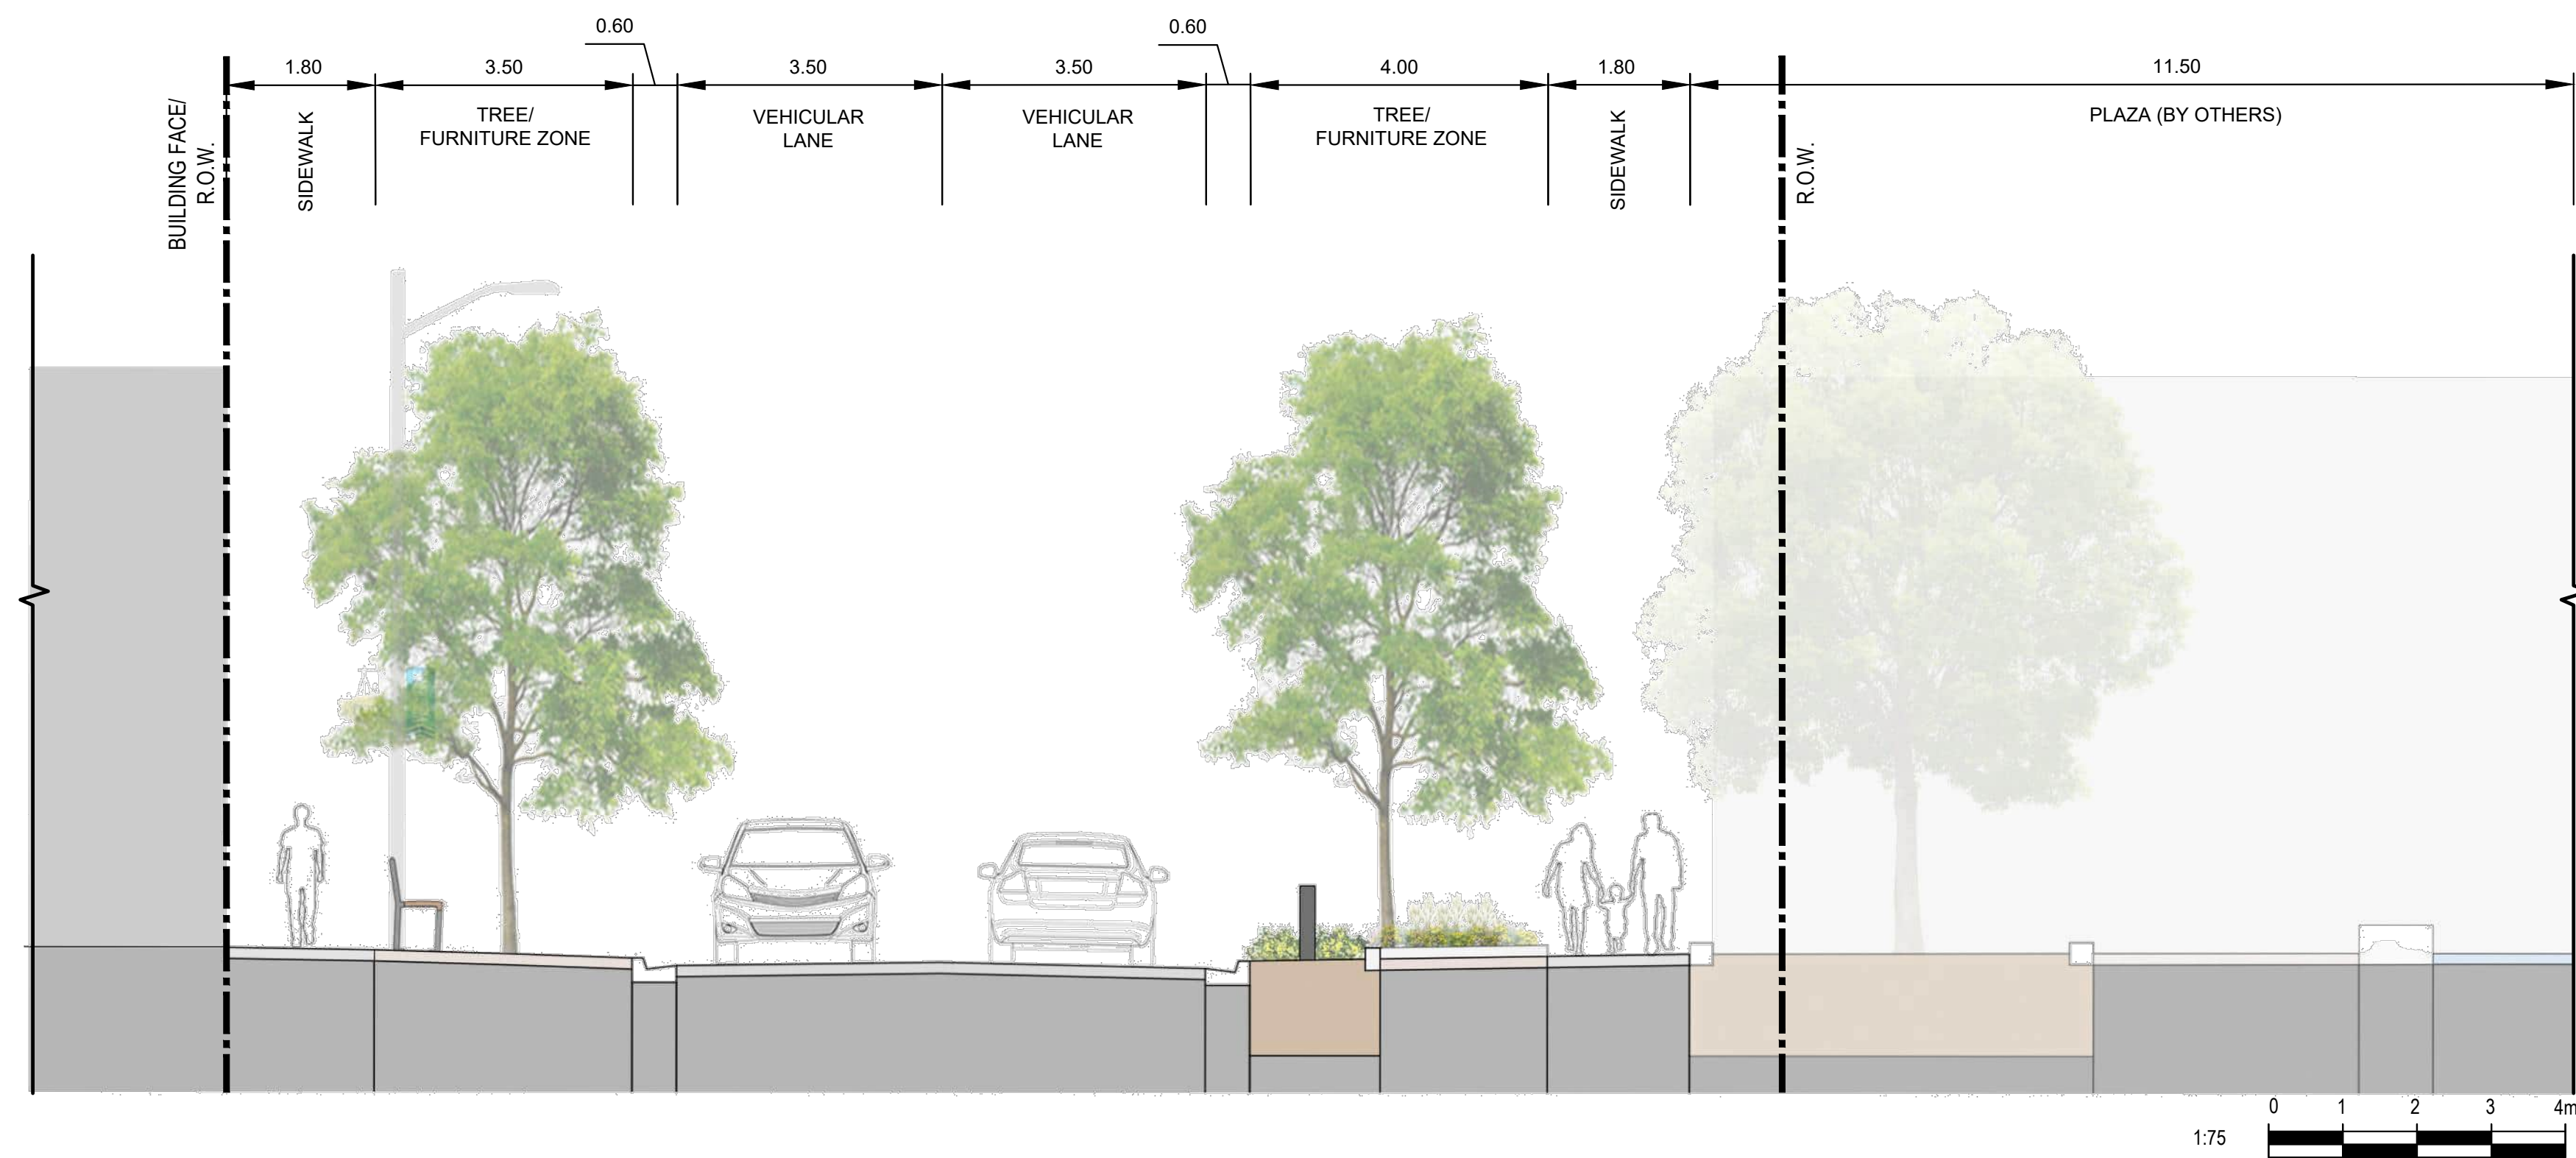 0.60
0.60
1.80
3.50
3.50
3.50
4.00
1.80
11.50
BUILDING FACE/
R.O.W.
SIDEWALK
TREE/
FURNITURE ZONE
VEHICULAR
LANE
VEHICULAR
LANE
TREE/
FURNITURE ZONE
SIDEWALK
R.O.W.
PLAZA (BY OTHERS)
0 1 2 3 4m
1:75